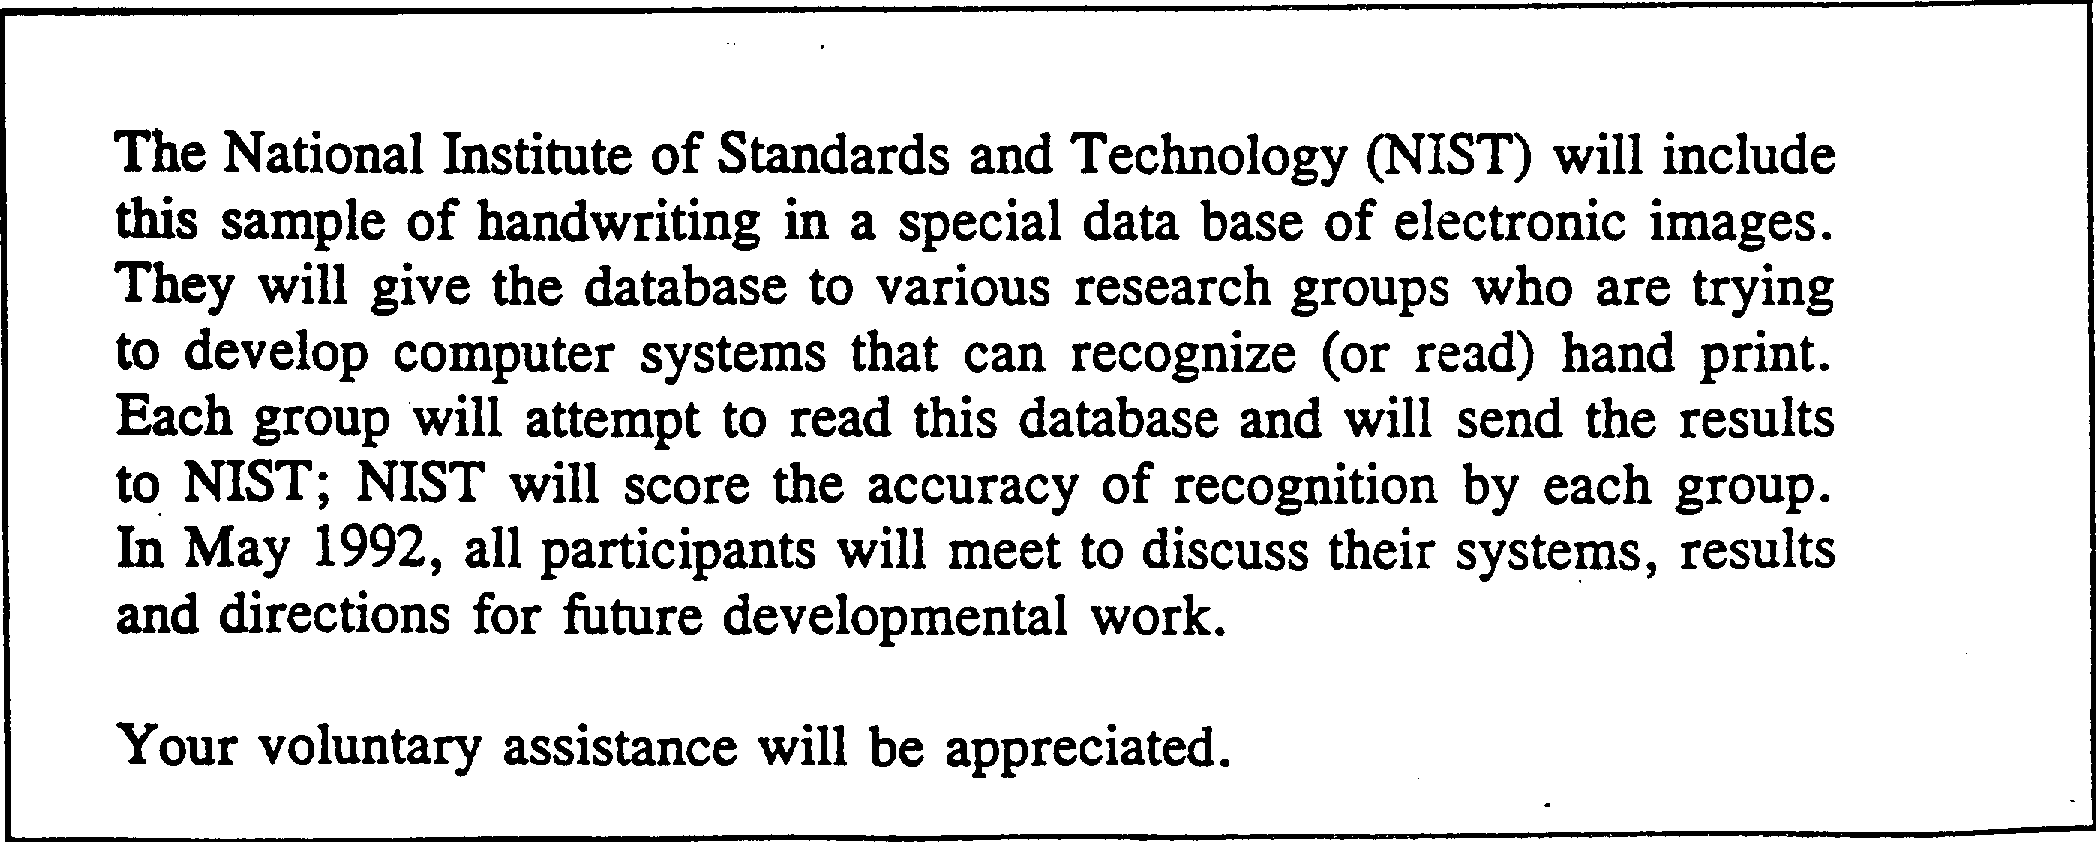 The National Institute of Standards and Technology (NIST) will include
this sample of handwriting in a special data base of electronic images.
They will give the database to various research groups who are trying
to develop computer systems that can recognize (or read) hand print.
Each group will attempt to read this database and will send the results
to NIST; NIST will score the accuracy of recognition by each group.
In May 1992, all participants will meet to discuss their systems, results
and directions for future developmental work.
Your voluntary assistance will be appreciated.